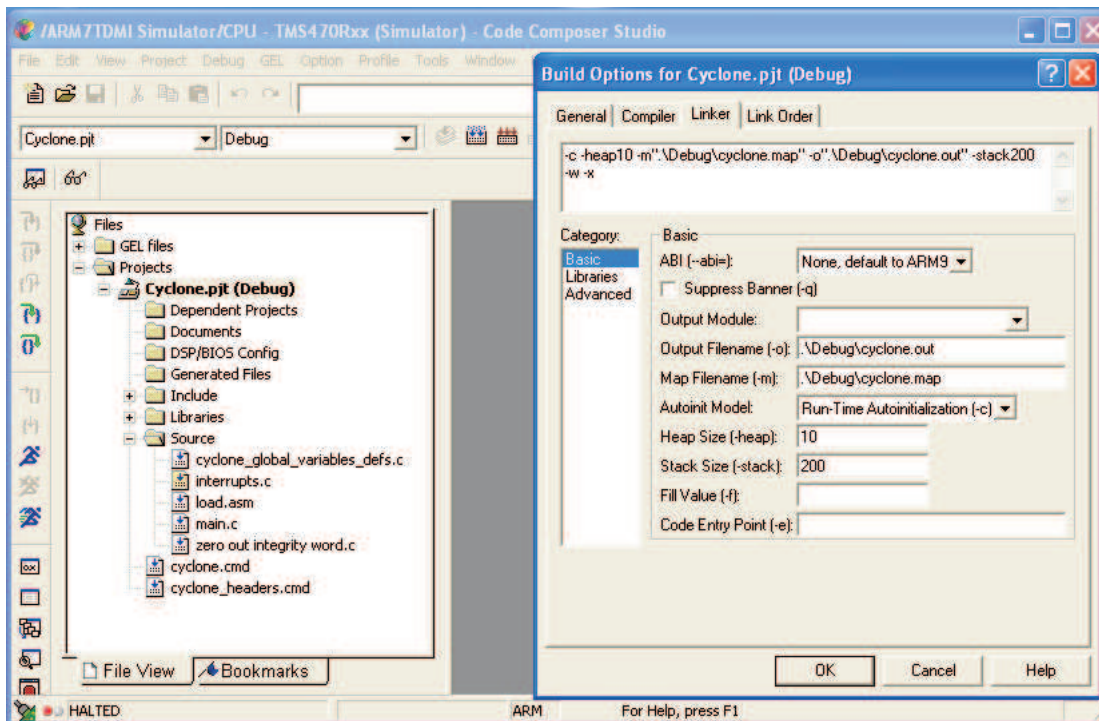 /ARM7TDMI Simulator/CPU - TMS470Rxx (Simulator) - Code Composer Studio
File Edit View Project Debug GEL Option Profile Tools Window
Cyclone.pjt
Debug
Files
GEL files
Projects
Cyclone.pjt (Debug)
Dependent Projects
Documents
DSP/BIOS Config
Generated Files
Include
Libraries
Source
cyclone_global_variables_defs.c
interrupts.c
load.asm
main.c
zero out integrity word.c
cyclone.cmd
cyclone_headers.cmd
File View
Bookmarks
HALTED
ARM
For Help, press F1
Build Options for Cyclone.pjt (Debug)
General Compiler Linker Link Order
-c -heap10 -m".\Debug\cyclone.map" -o".\Debug\cyclone.out" -stack200
-w -x
Category:
Basic
Libraries
Advanced
Basic
ABI (--abi=): None, default to ARM9
Suppress Banner (-q)
Output Module:
Output Filename (-o): .\Debug\cyclone.out
Map Filename (-m): .\Debug\cyclone.map
Autoinit Model: Run-Time Autoinitialization (-c)
Heap Size (-heap): 10
Stack Size (-stack): 200
Fill Value (-f):
Code Entry Point (-e):
OK Cancel Help